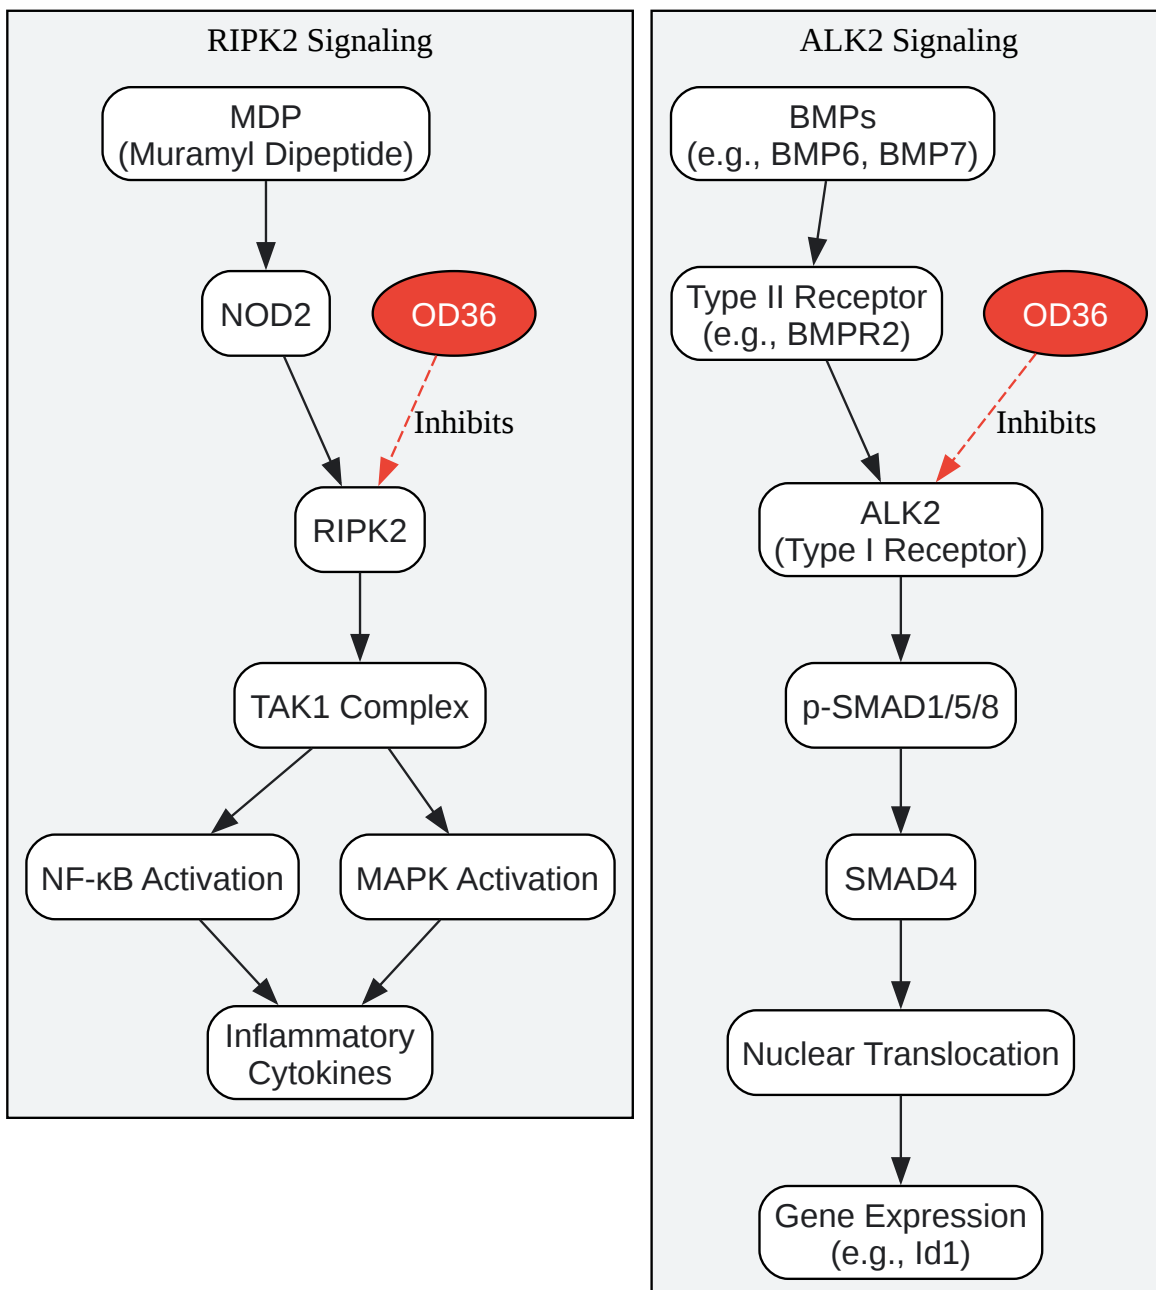 RIPK2 Signaling
MDP
(Muramyl Dipeptide)
NOD2
OD36
Inhibits
RIPK2
TAK1 Complex
NF-κB Activation
MAPK Activation
Inflammatory
Cytokines
ALK2 Signaling
BMPs
(e.g., BMP6, BMP7)
Type II Receptor
(e.g., BMPR2)
OD36
Inhibits
ALK2
(Type I Receptor)
p-SMAD1/5/8
SMAD4
Nuclear Translocation
Gene Expression
(e.g., Id1)